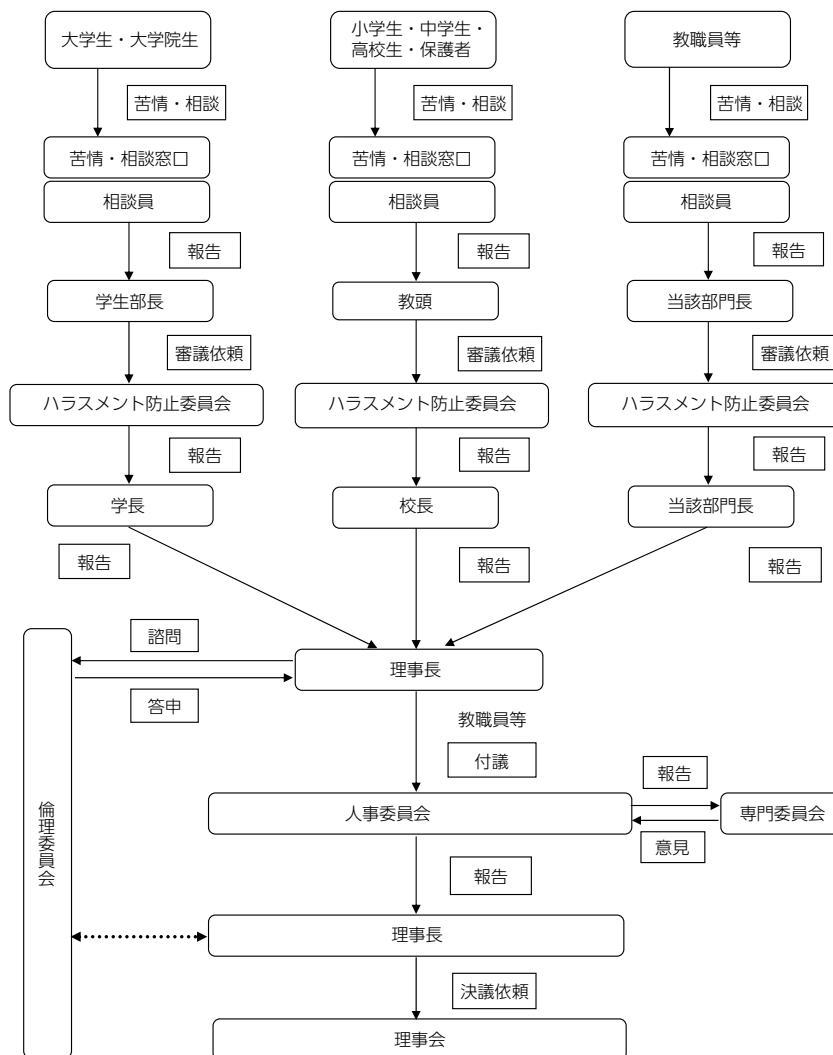 大学生・大学院生
小学生・中学生・
高校生・保護者
教職員等
苦情・相談
苦情・相談
苦情・相談
苦情・相談窓口
苦情・相談窓口
苦情・相談窓口
相談員
相談員
相談員
報告
報告
報告
学生部長
教頭
当該部門長
審議依頼
審議依頼
審議依頼
ハラスメント防止委員会
ハラスメント防止委員会
ハラスメント防止委員会
報告
報告
報告
学長
校長
当該部門長
報告
報告
報告
諮問
理事長
答申
教職員等
付議
報告
人事委員会
専門委員会
意見
倫理委員会
報告
理事長
決議依頼
理事会